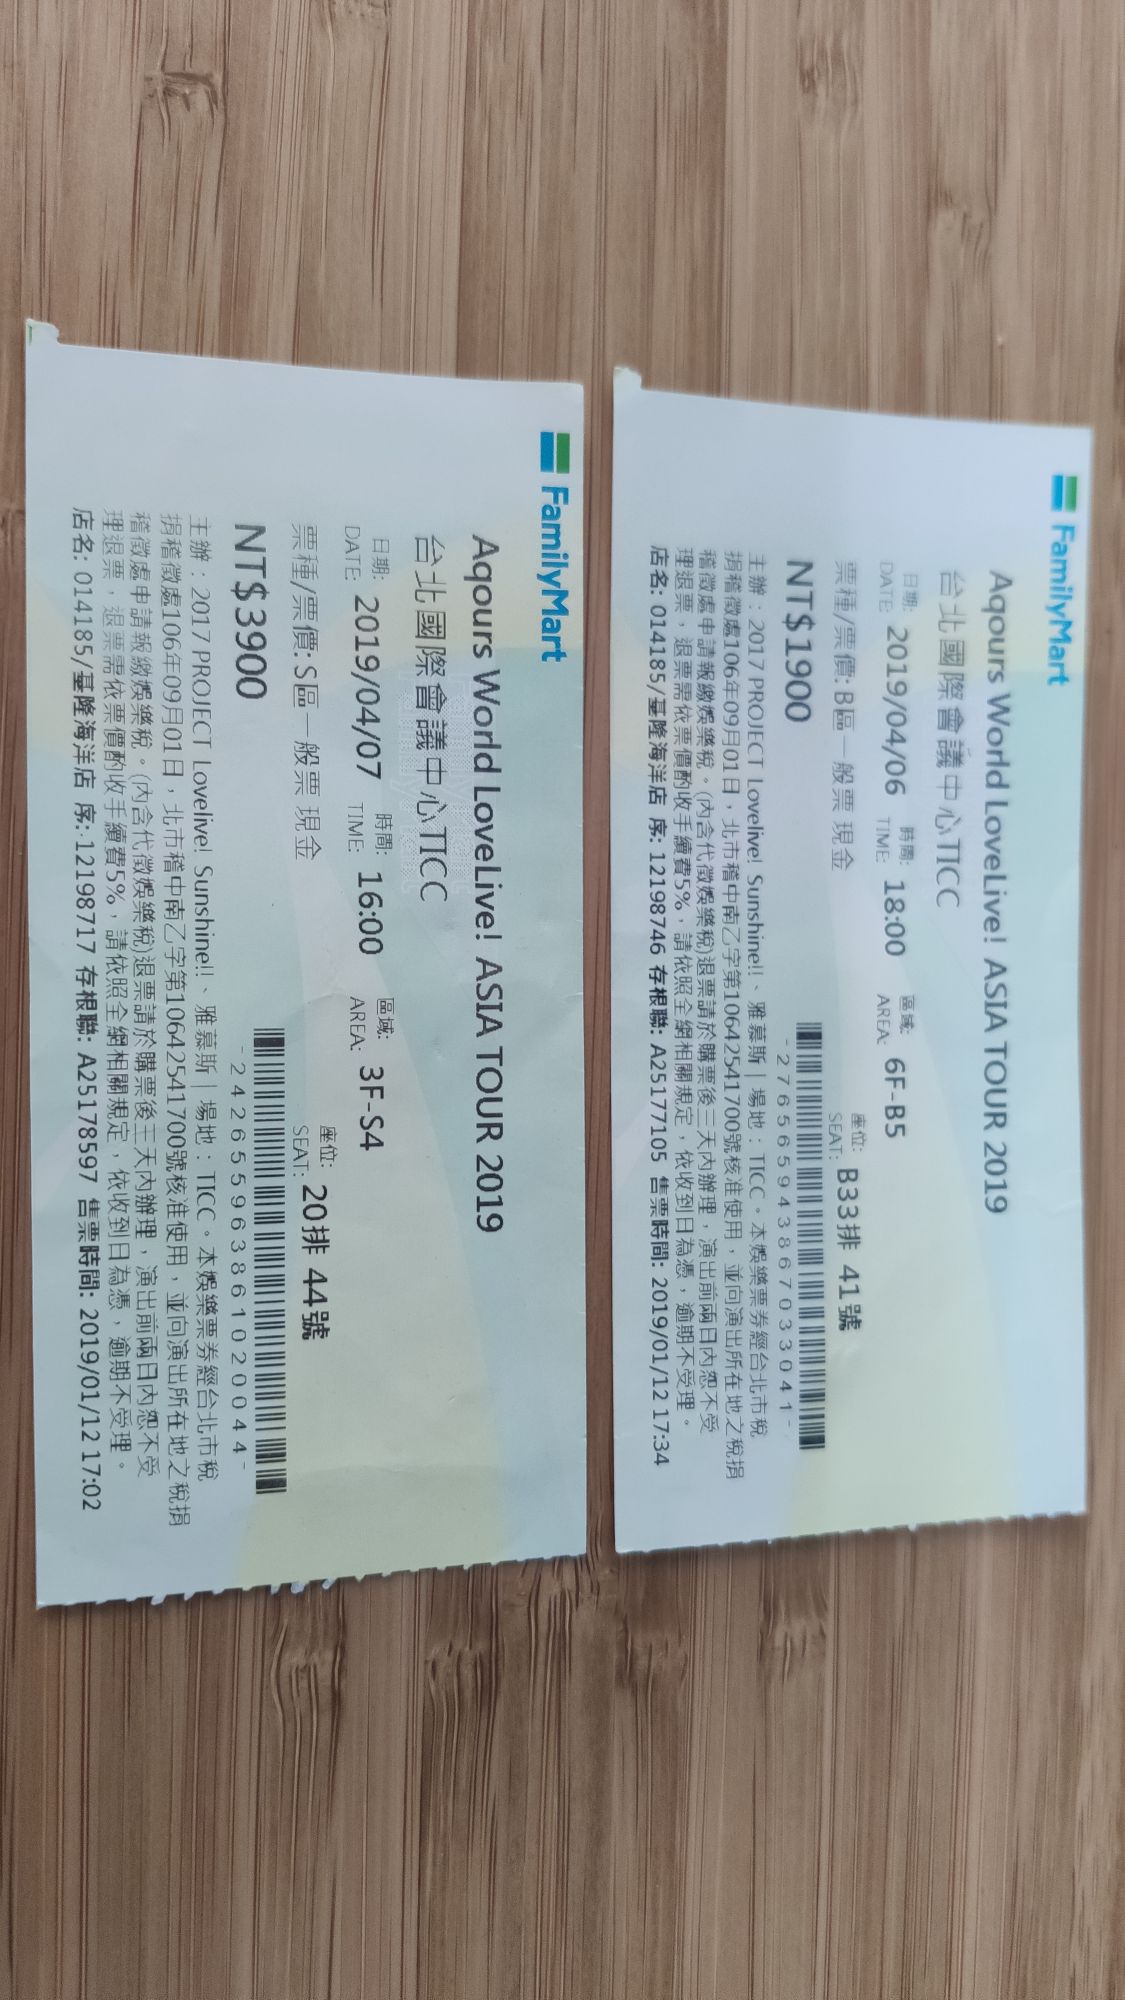 FamilyMart
Aqours World LoveLive! ASIA TOUR 2019
台北國際會議中心TICC
日期: 時間: 區域:
DATE: 2019/04/06 TIME: 18:00 AREA: 6F-B5
票種/票價: B區一般票 現金
座位:
SEAT: B33排 41號
NT$1900
-276565943867033041-
主辦：2017 PROJECT Lovelive! Sunshine!!、雅慕斯｜場地：TICC。本娛樂票券經台北市稅
捐稽徵處106年09月01日，北市稽中南乙字第10642541700號核准使用，並向演出所在地之稅捐
稽徵處申請報繳娛樂稅。(內含代徵娛樂稅)退票請於購票後三天內辦理，演出前兩日內恕不受
理退票，退票需依票價酌收手續費5%，請依照全網相關規定，依收到日為憑，逾期不受理。
店名: 014185/基隆海洋店 序: 12198746 存根聯: A25177105 售票時間: 2019/01/12 17:34
FamilyMart
Aqours World LoveLive! ASIA TOUR 2019
台北國際會議中心TICC
日期: 時間: 區域:
DATE: 2019/04/07 TIME: 16:00 AREA: 3F-S4
票種/票價: S區一般票 現金
座位:
SEAT: 20排 44號
NT$3900
-242655963861020044-
主辦：2017 PROJECT Lovelive! Sunshine!!、雅慕斯｜場地：TICC。本娛樂票券經台北市稅
捐稽徵處106年09月01日，北市稽中南乙字第10642541700號核准使用，並向演出所在地之稅捐
稽徵處申請報繳娛樂稅。(內含代徵娛樂稅)退票請於購票後三天內辦理，演出前兩日內恕不受
理退票，退票需依票價酌收手續費5%，請依照全網相關規定，依收到日為憑，逾期不受理。
店名: 014185/基隆海洋店 序: 12198717 存根聯: A25178597 售票時間: 2019/01/12 17:02